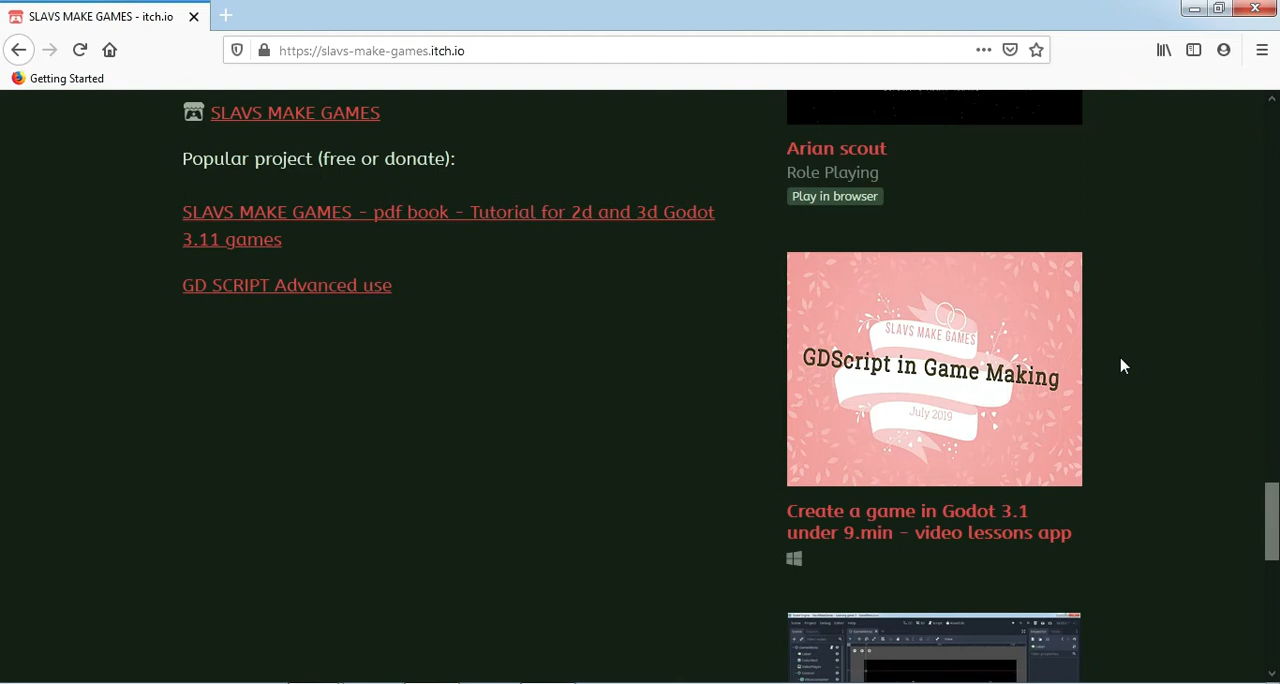 SLAVS MAKE GAMES - itch.io
https://slavs-make-games.itch.io
Getting Started
SLAVS MAKE GAMES
Popular project (free or donate):
SLAVS MAKE GAMES - pdf book - Tutorial for 2d and 3d Godot
3.11 games
GD SCRIPT Advanced use
Arian scout
Role Playing
Play in browser
SLAVS MAKE GAMES
GDScript in Game Making
July 2019
Create a game in Godot 3.1
under 9.min - video lessons app